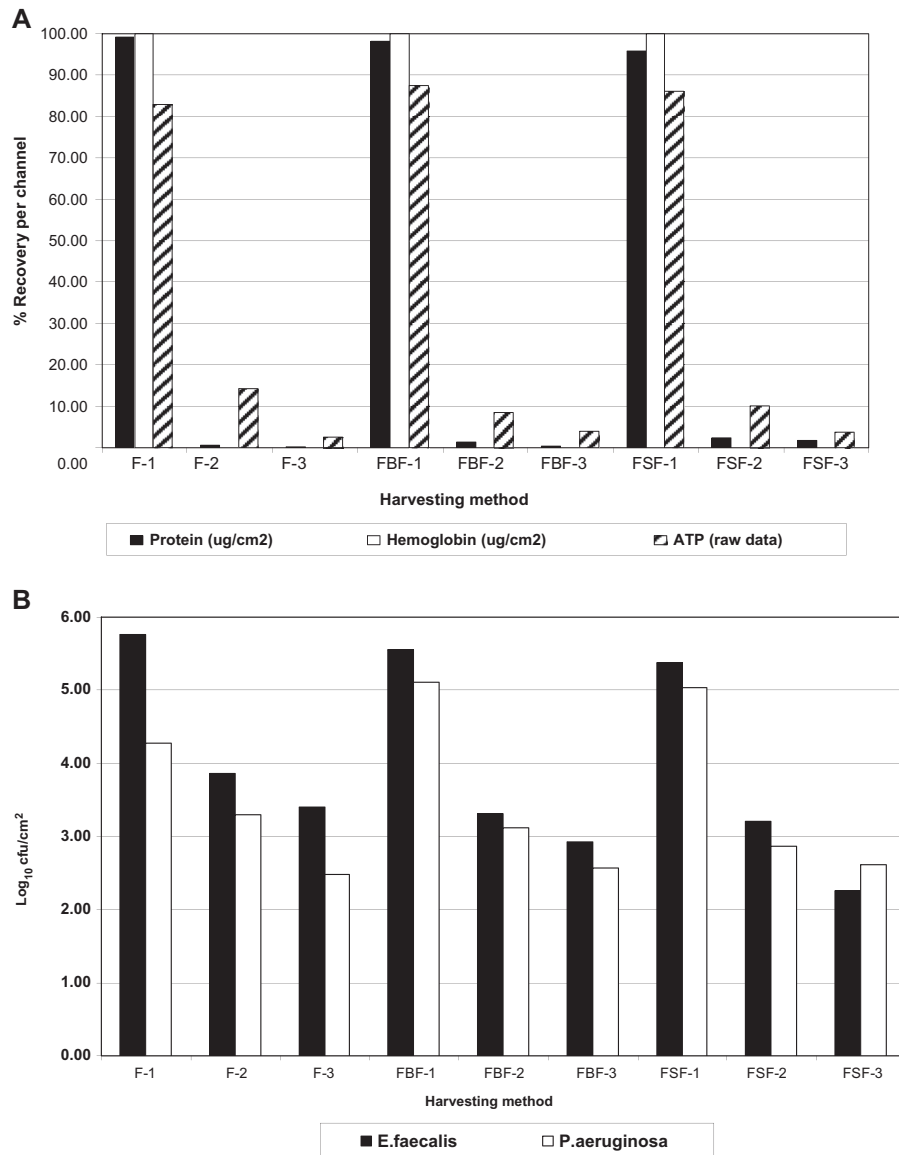 A
100.00
90.00
80.00
70.00
60.00
50.00
40.00
30.00
20.00
10.00
0.00
% Recovery per channel
F-1 F-2 F-3 FBF-1 FBF-2 FBF-3 FSF-1 FSF-2 FSF-3
Harvesting method
Protein (ug/cm2) Hemoglobin (ug/cm2) ATP (raw data)
B
6.00
5.00
4.00
3.00
2.00
1.00
0.00
Log10 cfu/cm2
F-1 F-2 F-3 FBF-1 FBF-2 FBF-3 FSF-1 FSF-2 FSF-3
Harvesting method
E.faecalis P.aeruginosa